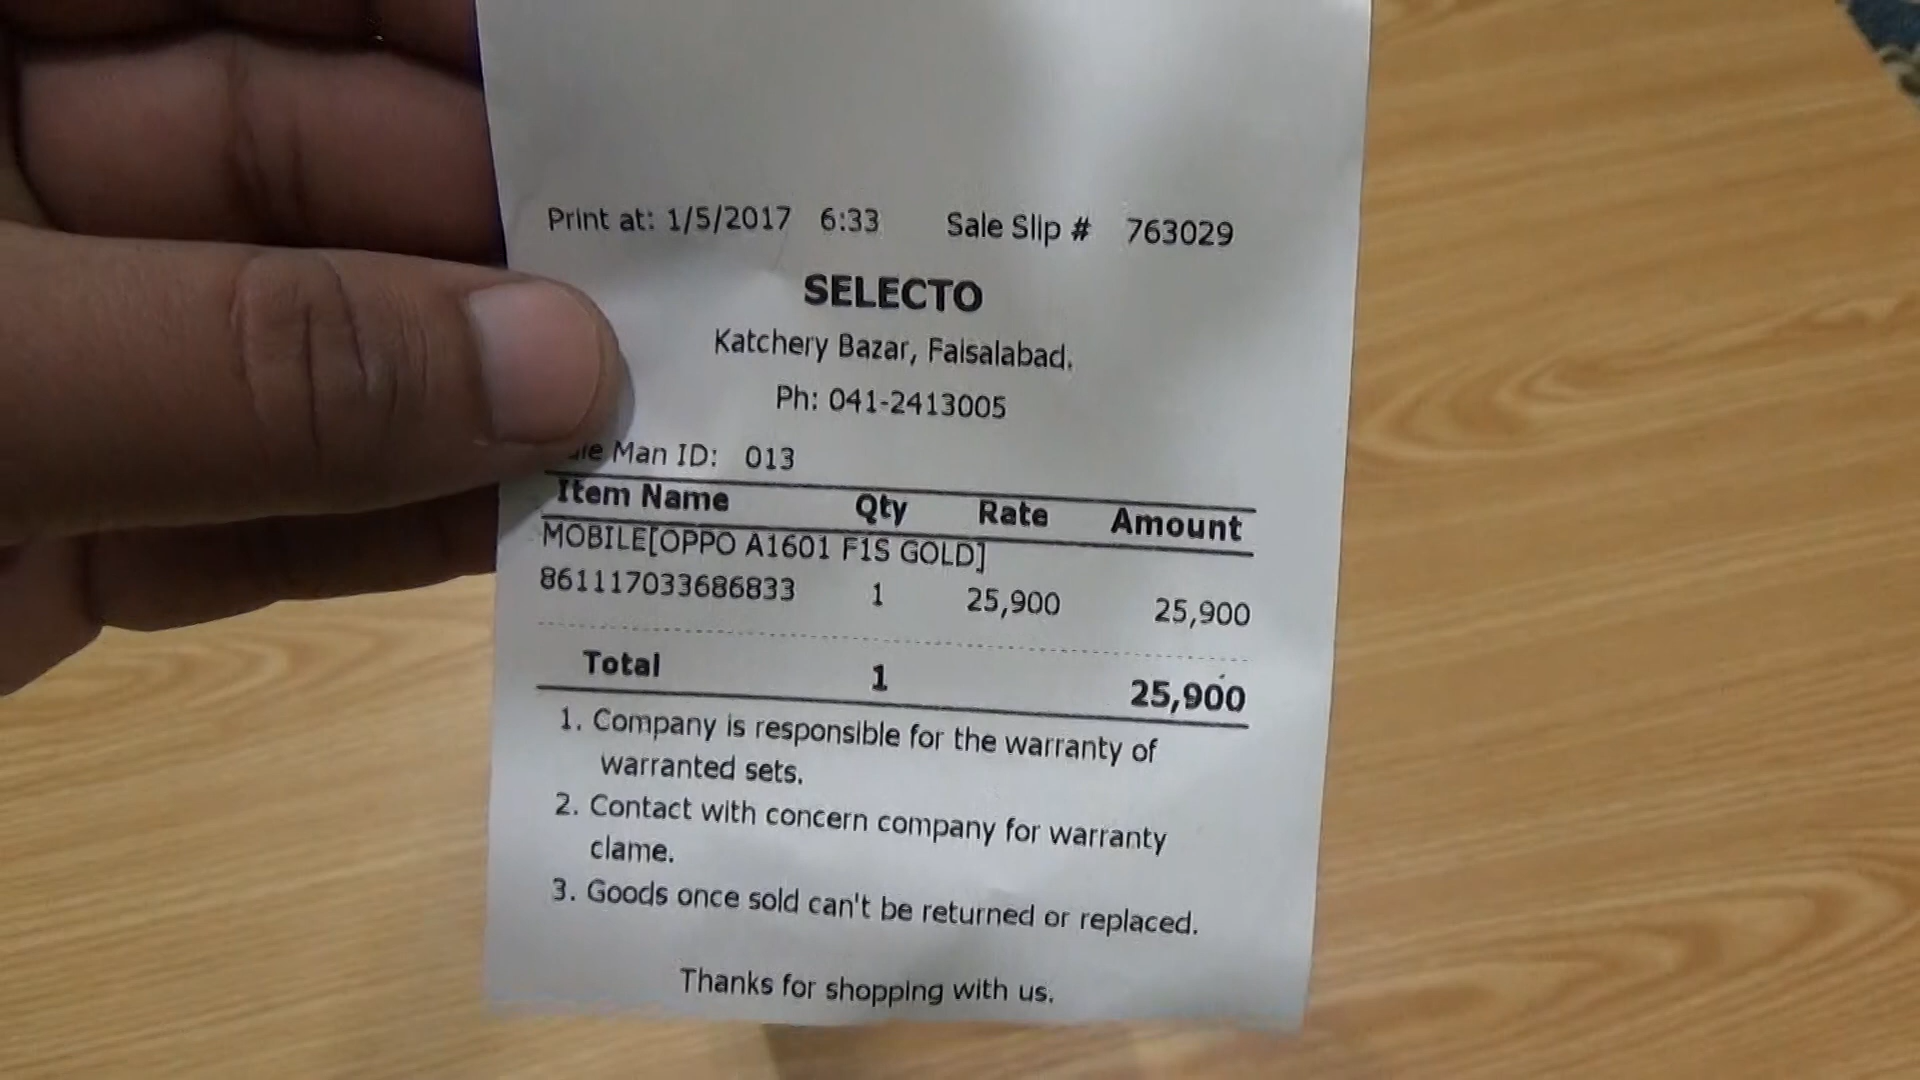 Print at: 1/5/2017 6:33 Sale Slip # 763029
SELECTO
Katchery Bazar, Faisalabad.
Ph: 041-2413005
Man ID: 013
Item Name Qty Rate Amount
MOBILE[OPPO A1601 F1S GOLD]
861117033686833 1 25,900 25,900
Total 1 25,900
1. Company is responsible for the warranty of
warranted sets.
2. Contact with concern company for warranty
clame.
3. Goods once sold can't be returned or replaced.
Thanks for shopping with us.